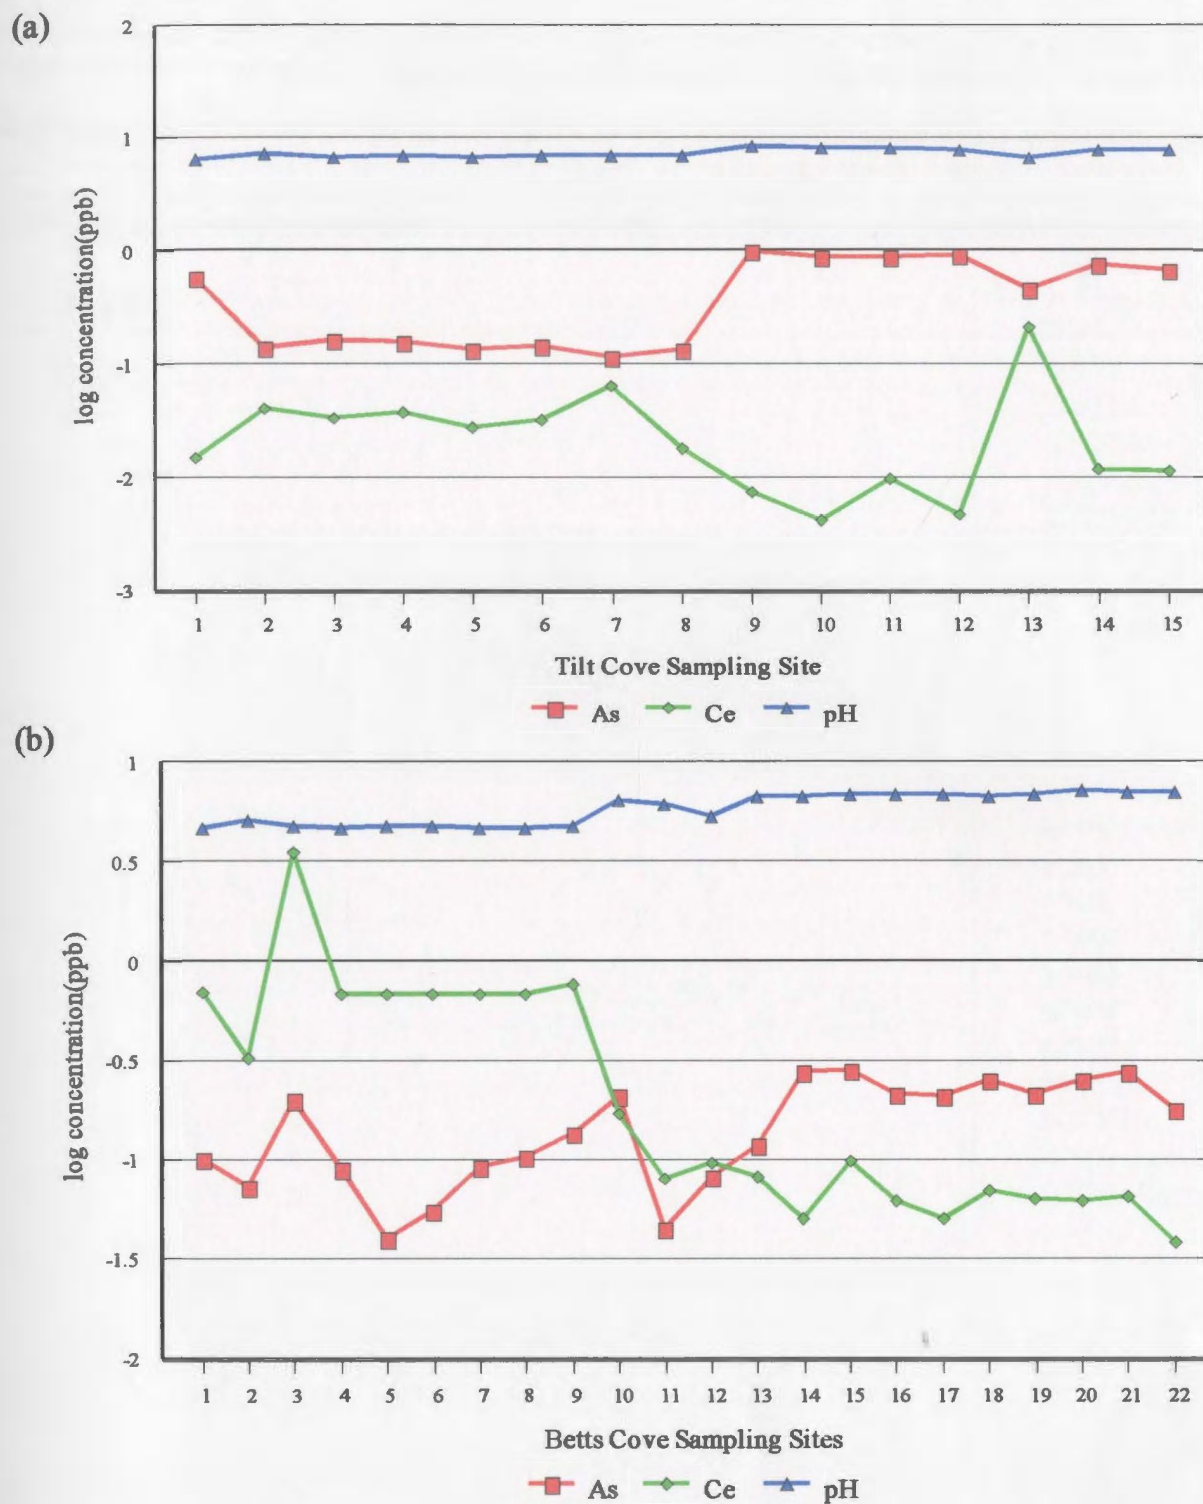 (a)
2
1
0
-1
-2
-3
log concentration(ppb)
1 2 3 4 5 6 7 8 9 10 11 12 13 14 15
Tilt Cove Sampling Site
As Ce pH
(b)
1
0.5
0
-0.5
-1
-1.5
-2
log concentration(ppb)
1 2 3 4 5 6 7 8 9 10 11 12 13 14 15 16 17 18 19 20 21 22
Betts Cove Sampling Sites
As Ce pH